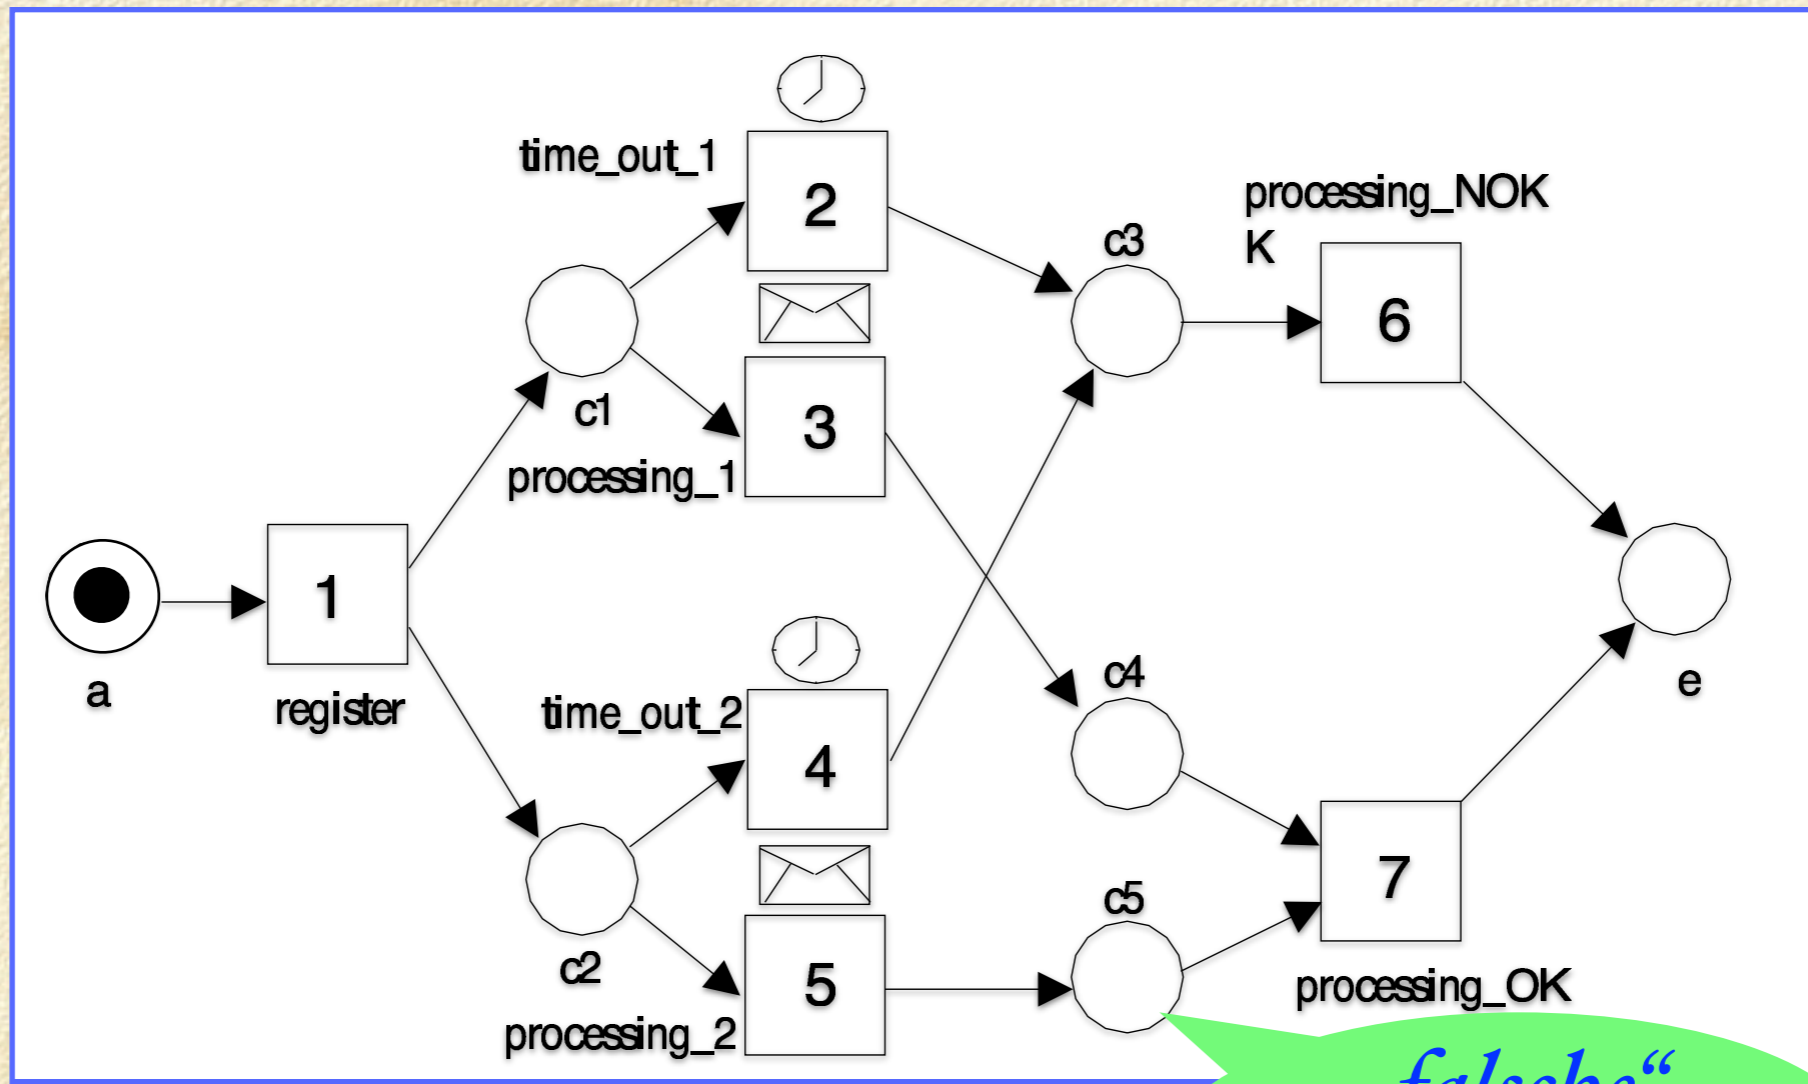 time_out_1
2
processing_NOK
K
c3
6
c1
3
processing_1
a
1
register
c4
e
time_out_2
4
c2
c5
7
5
processing_2
processing_OK
falsche“